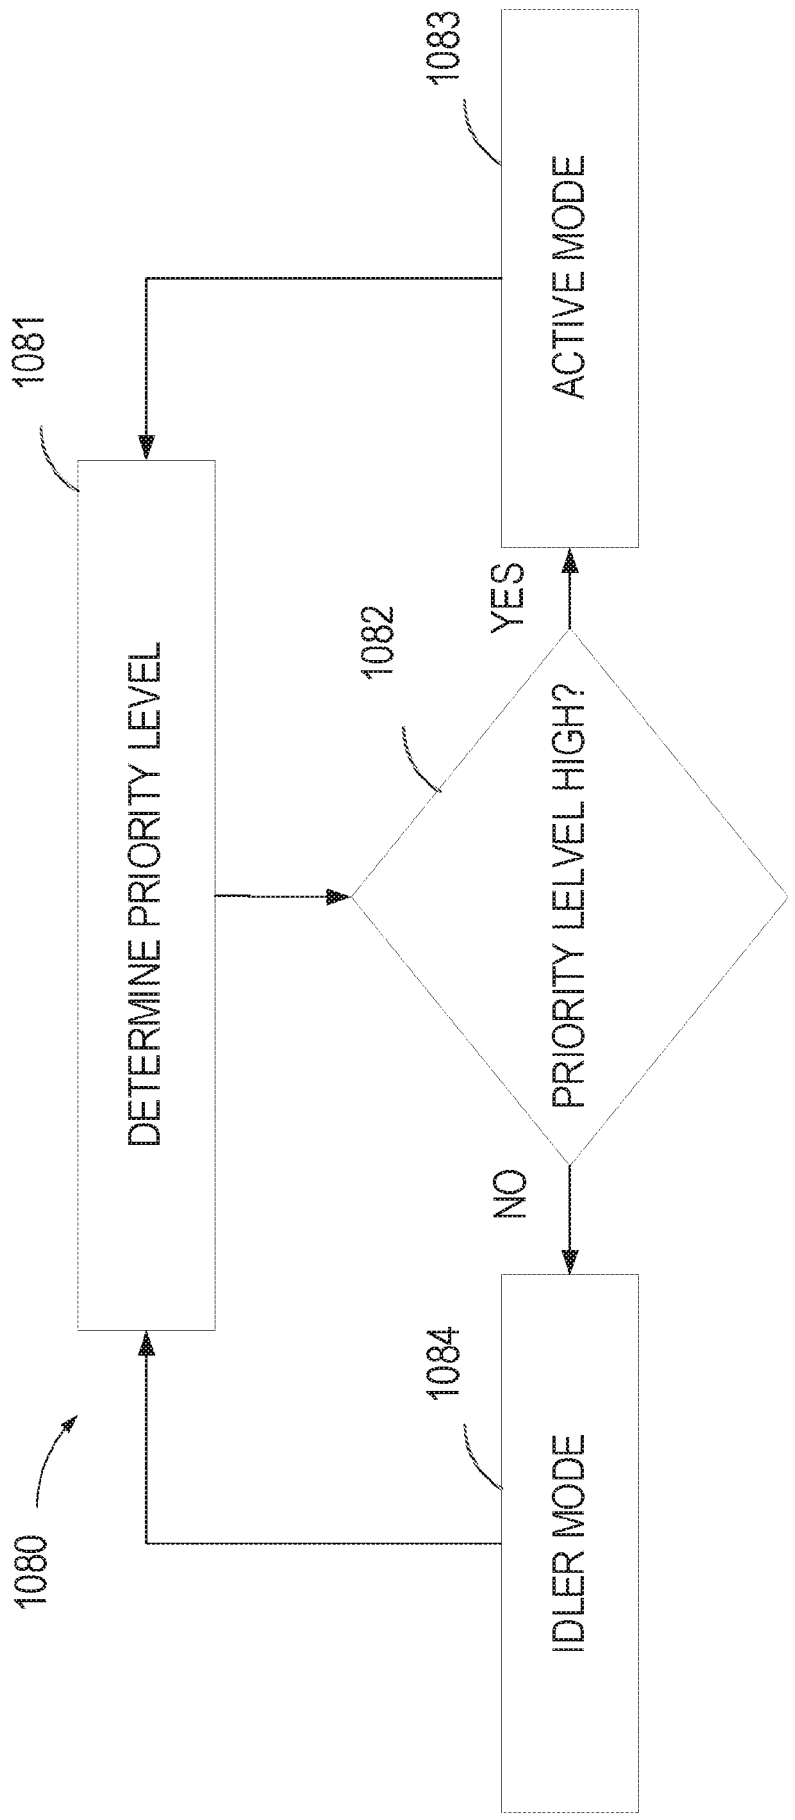 1080
1081
DETERMINE PRIORITY LEVEL
1082
PRIORITY LELVEL HIGH?
NO
YES
1084
IDLER MODE
1083
ACTIVE MODE